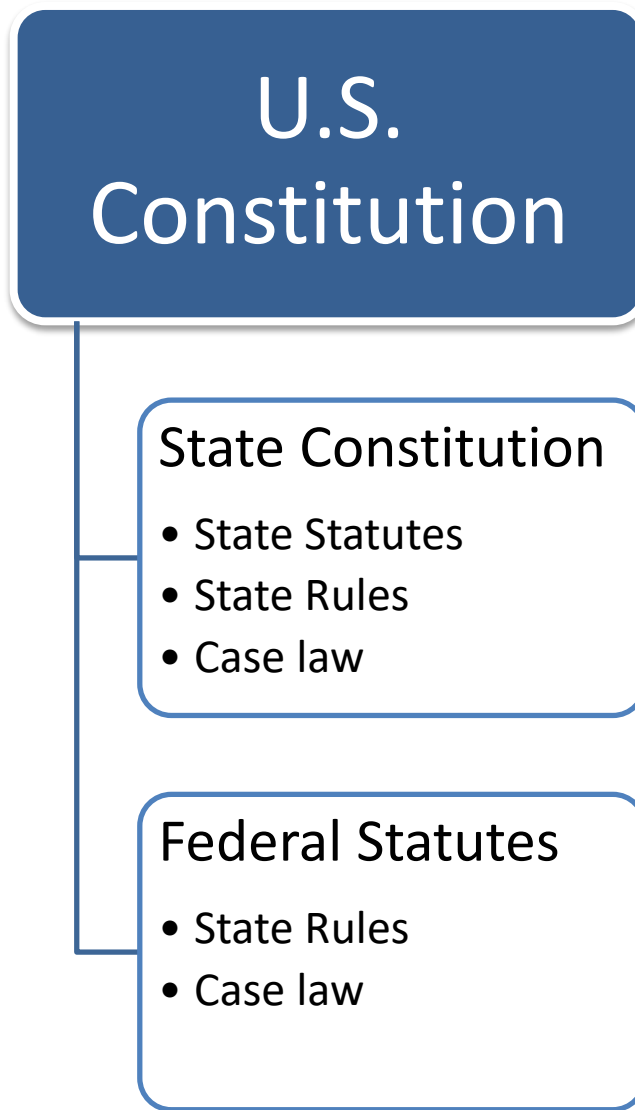 U.S.
Constitution
State Constitution
• State Statutes
• State Rules
• Case law
Federal Statutes
• State Rules
• Case law